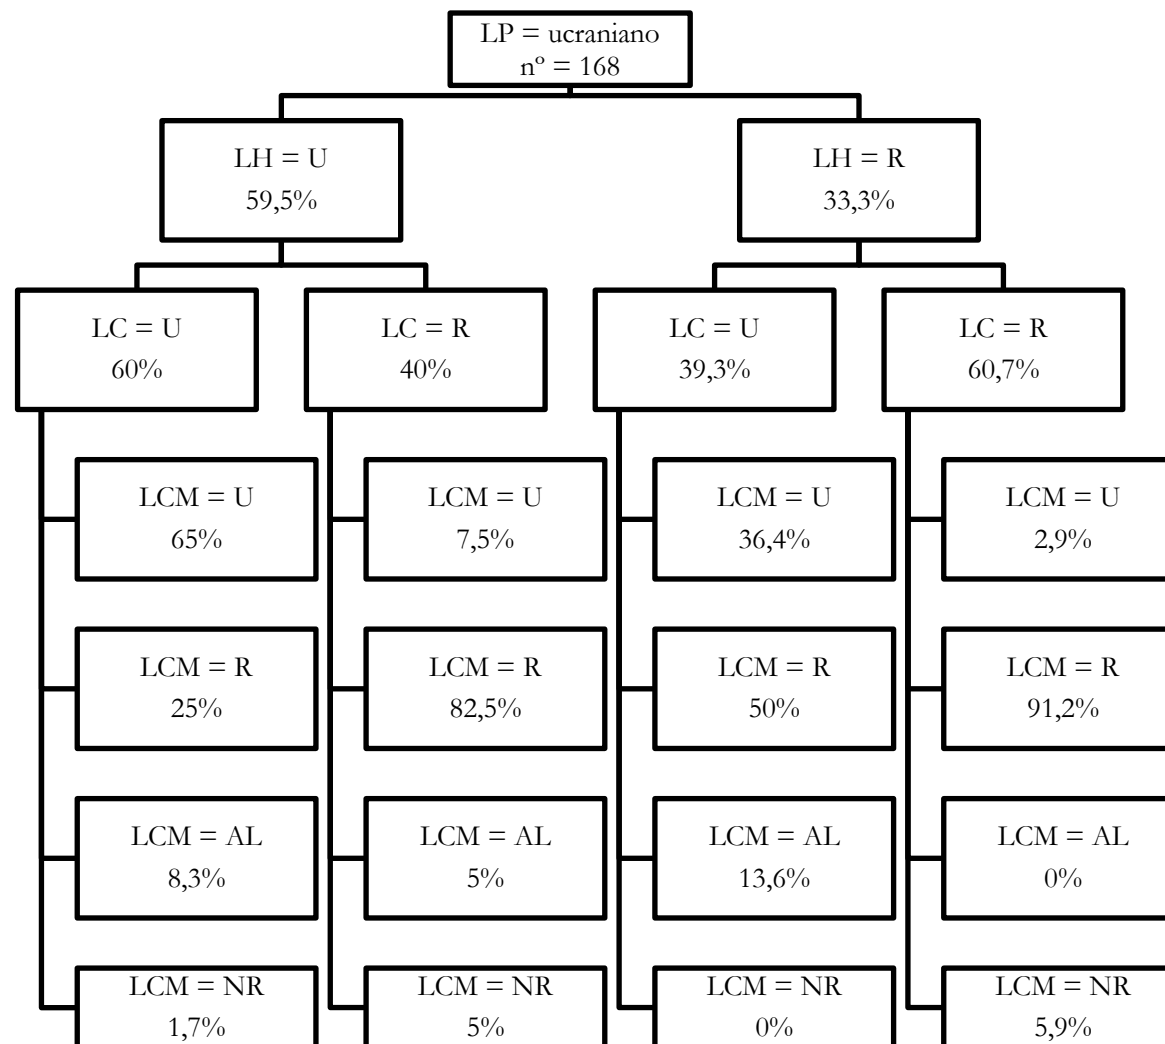 LP = ucraniano
nº = 168
LH = U
59,5%
LH = R
33,3%
LC = U
60%
LC = R
40%
LC = U
39,3%
LC = R
60,7%
LCM = U
65%
LCM = U
7,5%
LCM = U
36,4%
LCM = U
2,9%
LCM = R
25%
LCM = R
82,5%
LCM = R
50%
LCM = R
91,2%
LCM = AL
8,3%
LCM = AL
5%
LCM = AL
13,6%
LCM = AL
0%
LCM = NR
1,7%
LCM = NR
5%
LCM = NR
0%
LCM = NR
5,9%